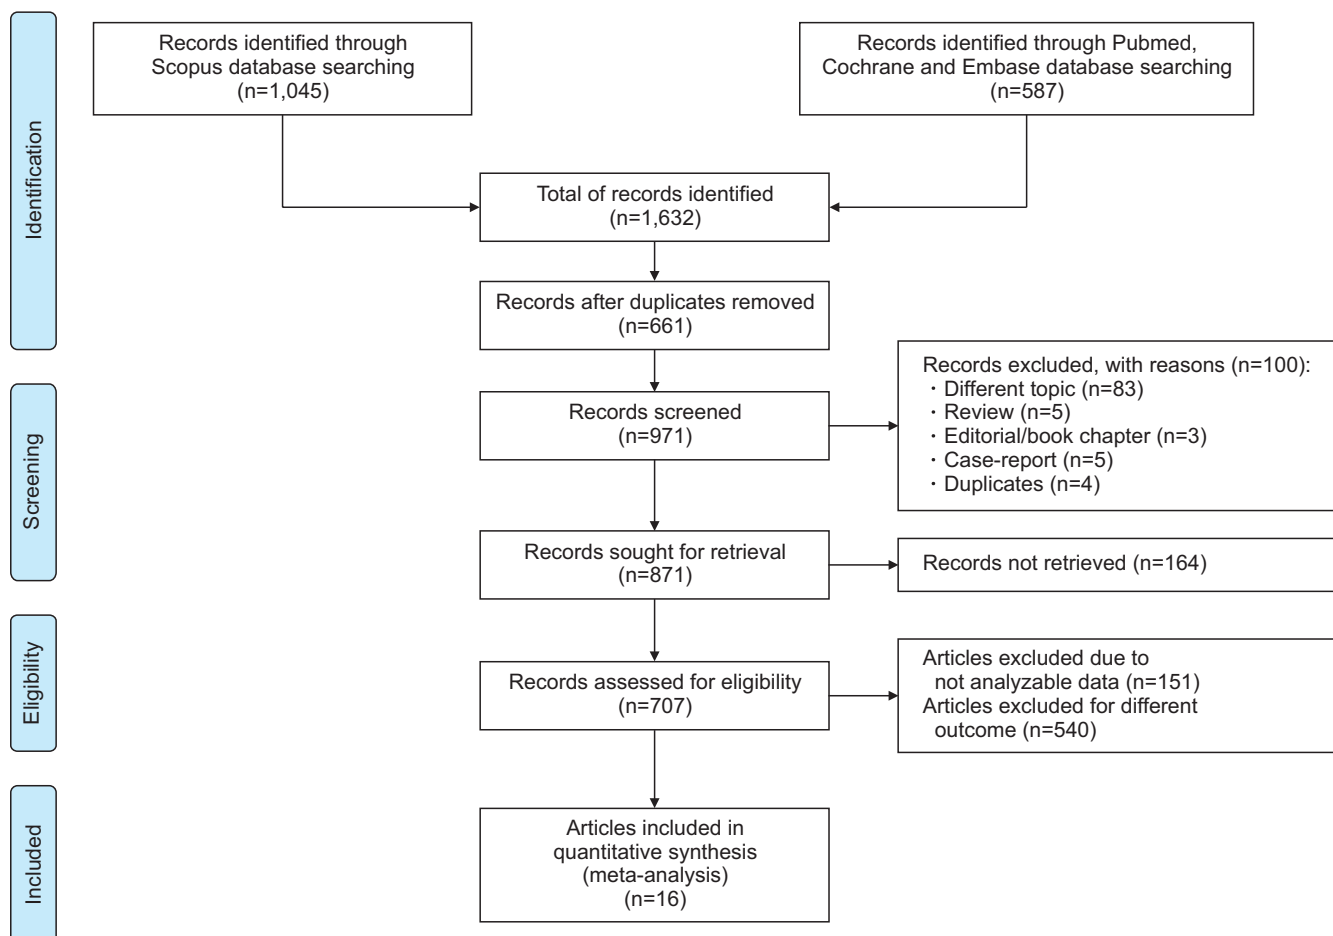 Identification
Records identified through
Scopus database searching
(n=1,045)
Records identified through Pubmed,
Cochrane and Embase database searching
(n=587)
Total of records identified
(n=1,632)
Records after duplicates removed
(n=661)
Screening
Records screened
(n=971)
Records excluded, with reasons (n=100):
· Different topic (n=83)
· Review (n=5)
· Editorial/book chapter (n=3)
· Case-report (n=5)
· Duplicates (n=4)
Records sought for retrieval
(n=871)
Records not retrieved (n=164)
Eligibility
Records assessed for eligibility
(n=707)
Articles excluded due to
not analyzable data (n=151)
Articles excluded for different
outcome (n=540)
Included
Articles included in
quantitative synthesis
(meta-analysis)
(n=16)